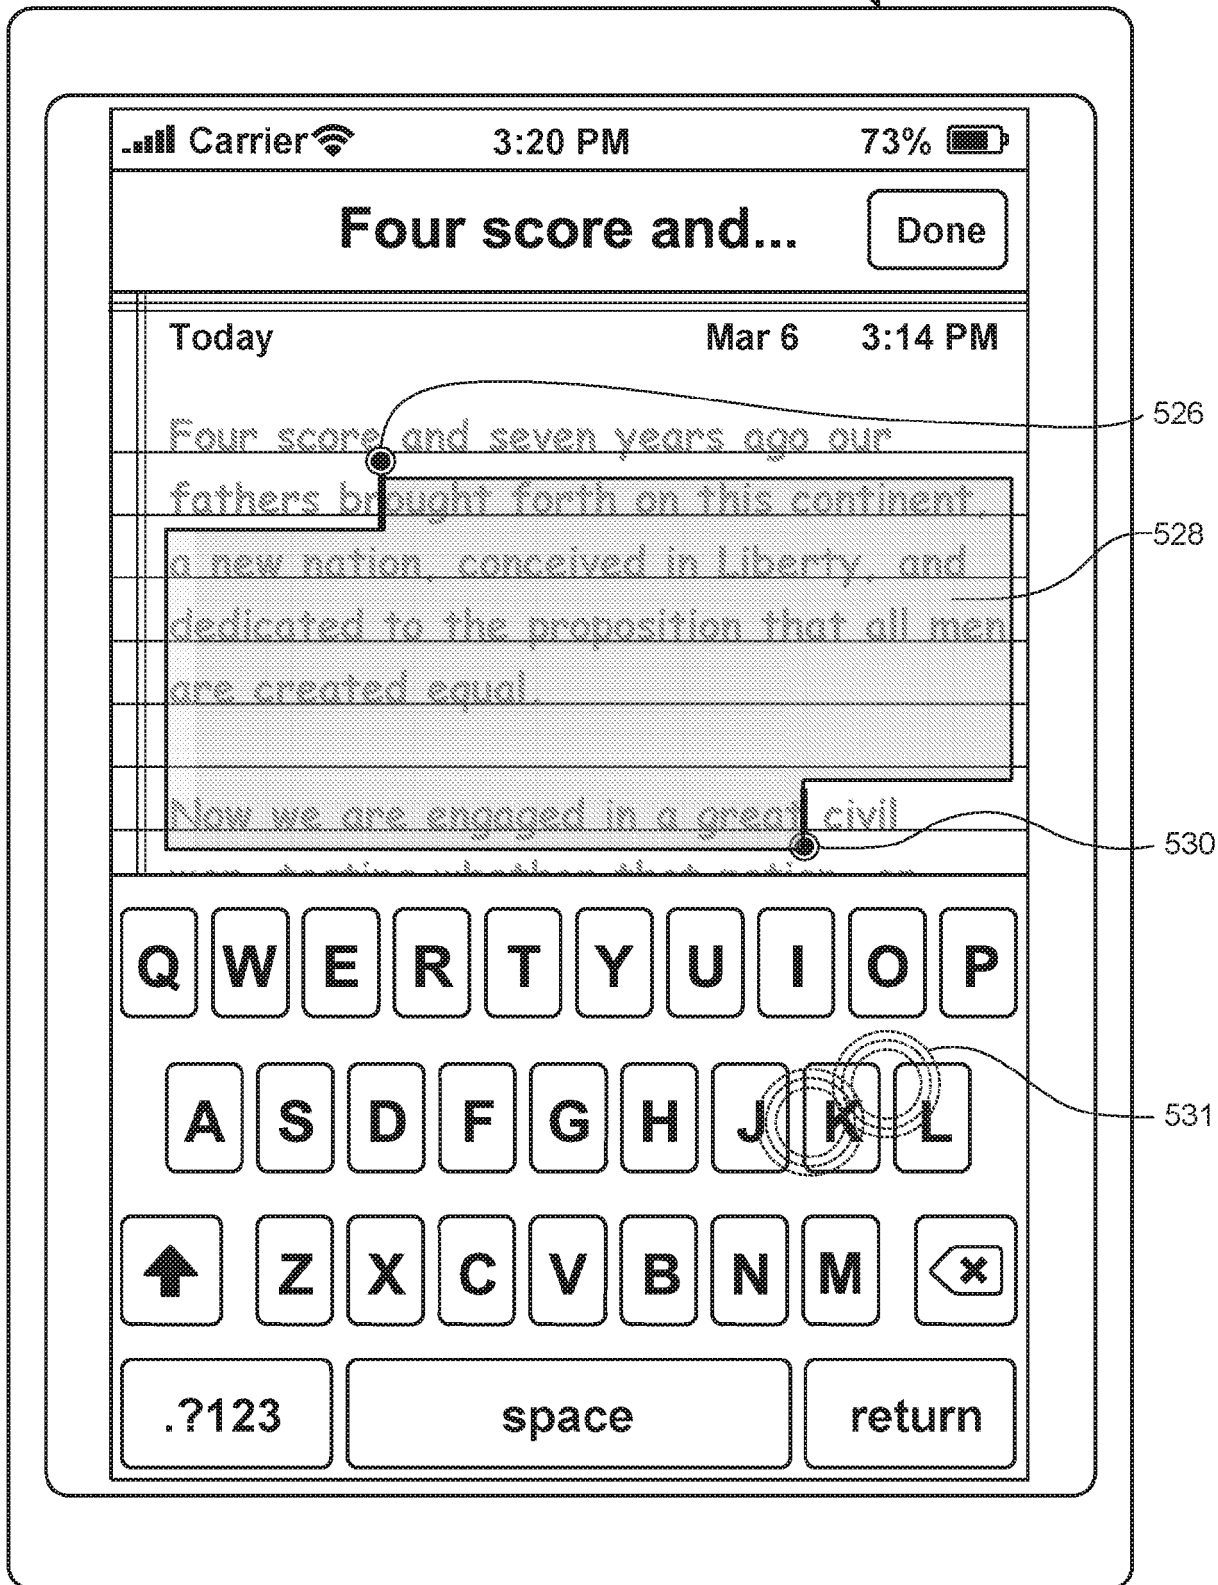 Carrier 3:20 PM 73%
Four score and... Done
Today Mar 6 3:14 PM
526
Four score and seven years ago our
fathers brought forth on this continent,
528
a new nation, conceived in Liberty, and
dedicated to the proposition that all men
are created equal.
Now we are engaged in a great civil
530
Q W E R T Y U I O P
A S D F G H J K L
531
Z X C V B N M
.?123 space return